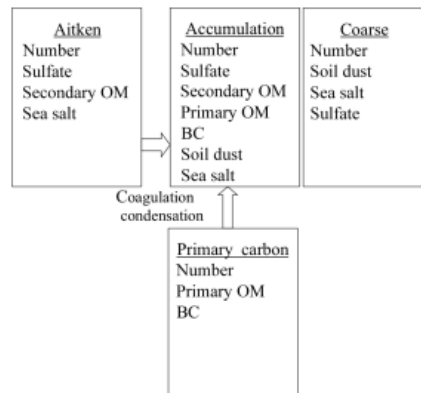 Aitken
Number
Sulfate
Secondary OM
Sea salt
Accumulation
Number
Sulfate
Secondary OM
Primary OM
BC
Soil dust
Sea salt
Coarse
Number
Soil dust
Sea salt
Sulfate
Coagulation
condensation
Primary carbon
Number
Primary OM
BC